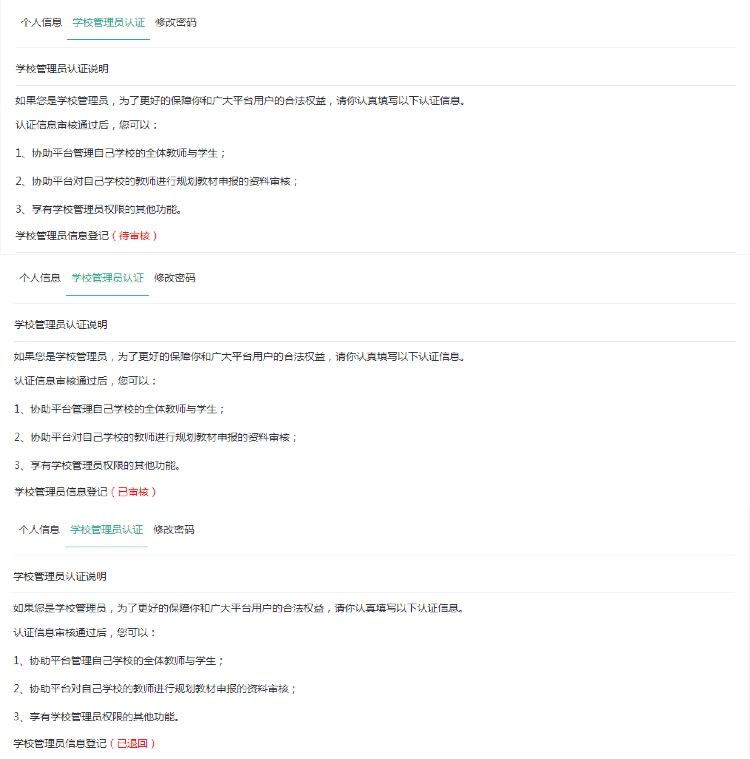 个人信息 学校管理员认证 修改密码
学校管理员认证说明
如果您是学校管理员，为了更好的保障你和广大平台用户的合法权益，请你认真填写以下认证信息。
认证信息审核通过后，您可以：
1、协助平台管理自己学校的全体教师与学生；
2、协助平台对自己学校的教师进行规划教材申报的资料审核；
3、享有学校管理员权限的其他功能。
学校管理员信息登记（待审核）
个人信息 学校管理员认证 修改密码
学校管理员认证说明
如果您是学校管理员，为了更好的保障你和广大平台用户的合法权益，请你认真填写以下认证信息。
认证信息审核通过后，您可以：
1、协助平台管理自己学校的全体教师与学生；
2、协助平台对自己学校的教师进行规划教材申报的资料审核；
3、享有学校管理员权限的其他功能。
学校管理员信息登记（已审核）
个人信息 学校管理员认证 修改密码
学校管理员认证说明
如果您是学校管理员，为了更好的保障你和广大平台用户的合法权益，请你认真填写以下认证信息。
认证信息审核通过后，您可以：
1、协助平台管理自己学校的全体教师与学生；
2、协助平台对自己学校的教师进行规划教材申报的资料审核；
3、享有学校管理员权限的其他功能。
学校管理员信息登记（已退回）